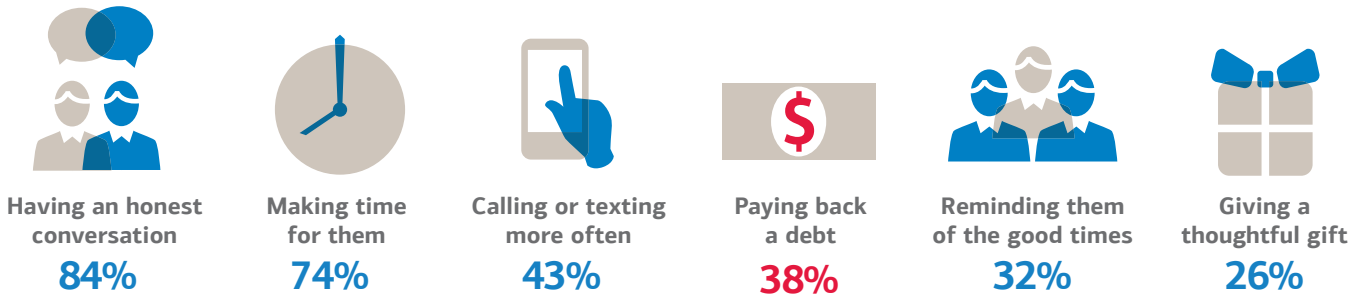 $
Having an honest
conversation
84%
Making time
for them
74%
Calling or texting
more often
43%
Paying back
a debt
38%
Reminding them
of the good times
32%
Giving a
thoughtful gift
26%